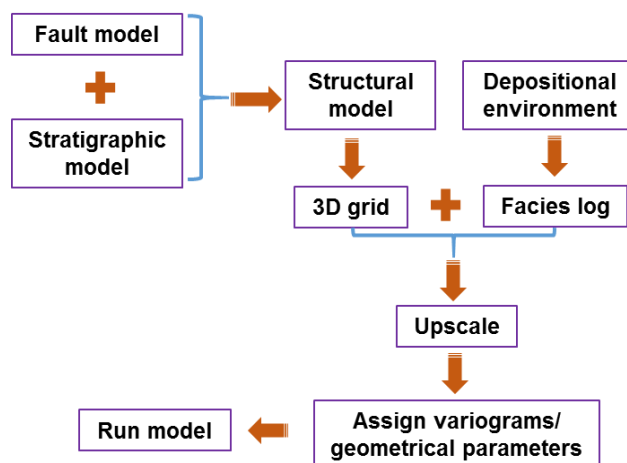 Fault model
Stratigraphic
model
Structural
model
Depositional
environment
3D grid
Facies log
Upscale
Assign variograms/
geometrical parameters
Run model